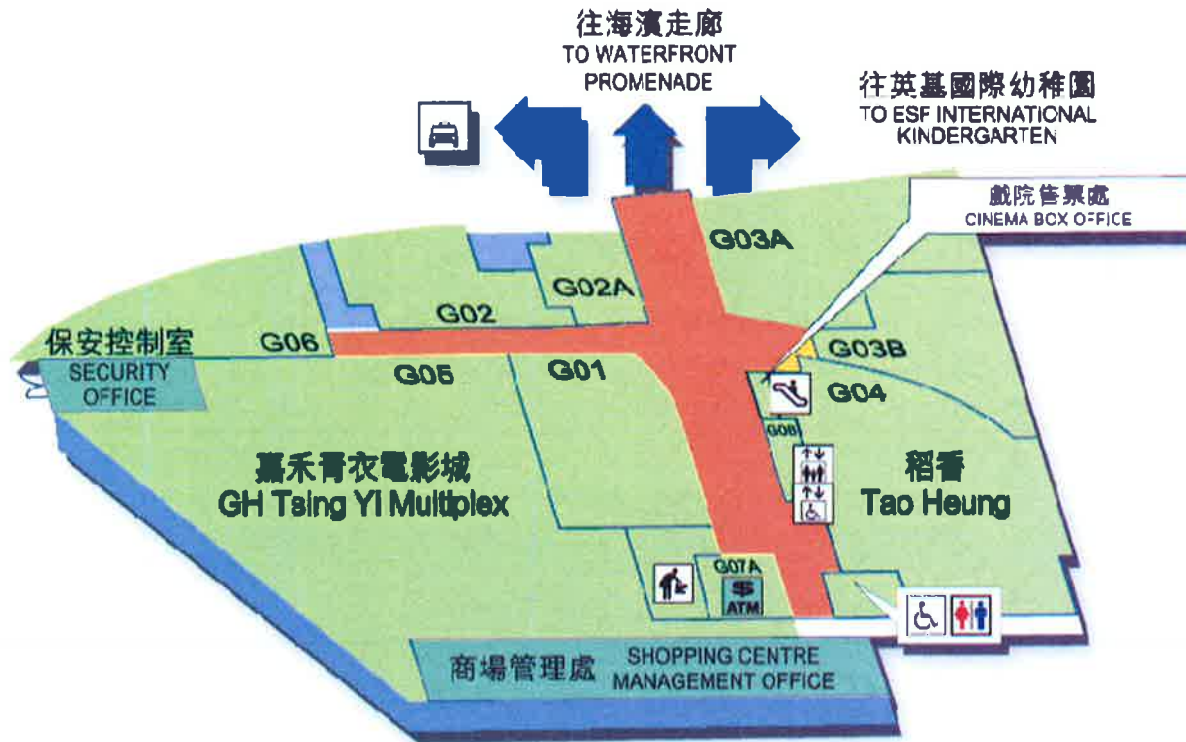 往海濱走廊
TO WATERFRONT
PROMENADE
往英基國際幼稚園
TO ESF INTERNATIONAL
KINDERGARTEN
戲院售票處
CINEMA BOX OFFICE
G03A
G02A
G02
G03B
保安控制室
G06
SECURITY
OFFICE
G05
G01
G04
G08
嘉禾青衣電影城
GH Tsing Yi Multiplex
稻香
Tao Heung
G07A
$
ATM
商場管理處
SHOPPING CENTRE
MANAGEMENT OFFICE